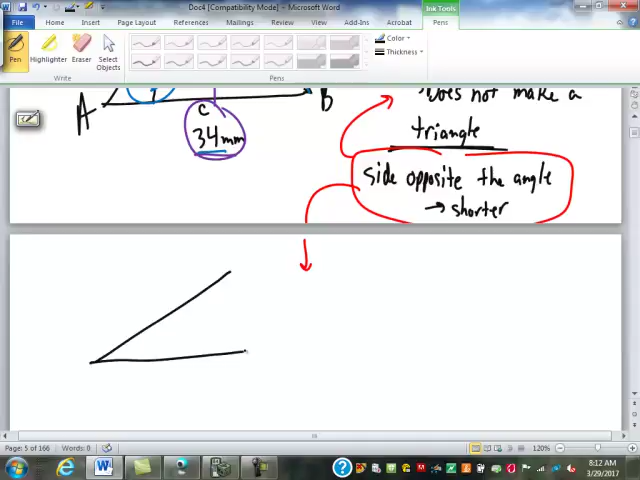 Doc4 [Compatibility Mode] - Microsoft Word
Ink Tools
File Home Insert Page Layout References Mailings Review View Add-Ins Acrobat Pens
Pen Highlighter Eraser Select Objects
Color
Thickness
Write Pens
A B
c
34mm
Does not make a
triangle
Side opposite the angle
→ shorter
Page: 5 of 166 Words: 0 120%
8:12 AM
3/29/2017